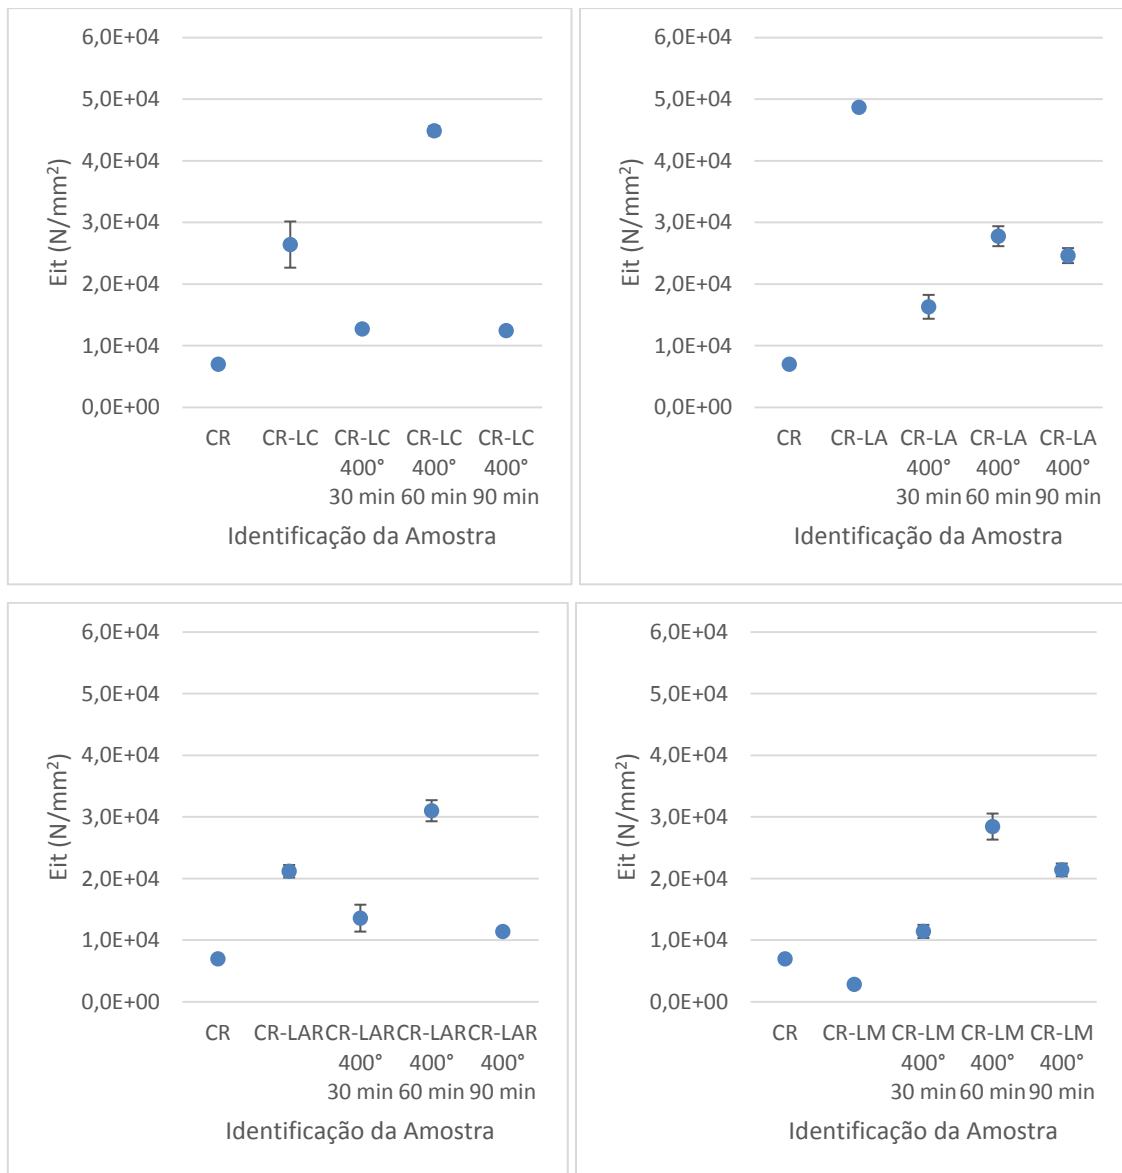 6,0E+04
5,0E+04
4,0E+04
3,0E+04
2,0E+04
1,0E+04
0,0E+00
Eit (N/mm²)
CR CR-LC CR-LC CR-LC CR-LC
400° 400° 400°
30 min 60 min 90 min
Identificação da Amostra
6,0E+04
5,0E+04
4,0E+04
3,0E+04
2,0E+04
1,0E+04
0,0E+00
Eit (N/mm²)
CR CR-LA CR-LA CR-LA CR-LA
400° 400° 400°
30 min 60 min 90 min
Identificação da Amostra
6,0E+04
5,0E+04
4,0E+04
3,0E+04
2,0E+04
1,0E+04
0,0E+00
Eit (N/mm²)
CR CR-LAR CR-LAR CR-LAR CR-LAR
400° 400° 400°
30 min 60 min 90 min
Identificação da Amostra
6,0E+04
5,0E+04
4,0E+04
3,0E+04
2,0E+04
1,0E+04
0,0E+00
Eit (N/mm²)
CR CR-LM CR-LM CR-LM CR-LM
400° 400° 400°
30 min 60 min 90 min
Identificação da Amostra